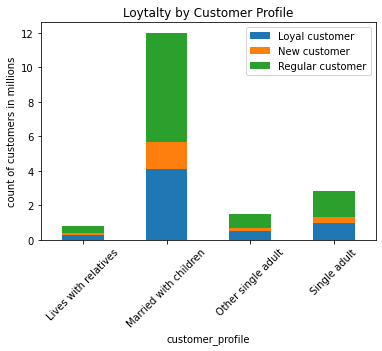 Loytalty by Customer Profile
Loyal customer
New customer
Regular customer
count of customers in millions
12
10
8
6
4
2
0
Lives with relatives
Married with children
Other single adult
Single adult
customer_profile